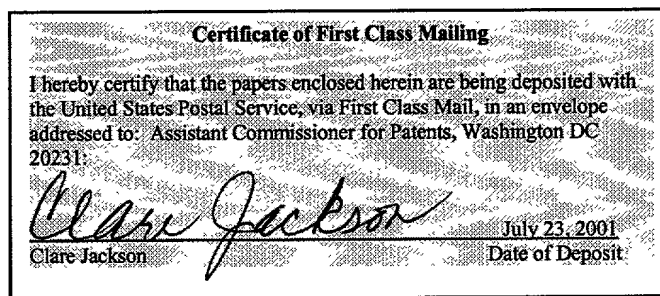 Certificate of First Class Mailing
I hereby certify that the papers enclosed herein are being deposited with
the United States Postal Service, via First Class Mail, in an envelope
addressed to: Assistant Commissioner for Patents, Washington DC
20231:
Clare Jackson
July 23, 2001
Clare Jackson Date of Deposit